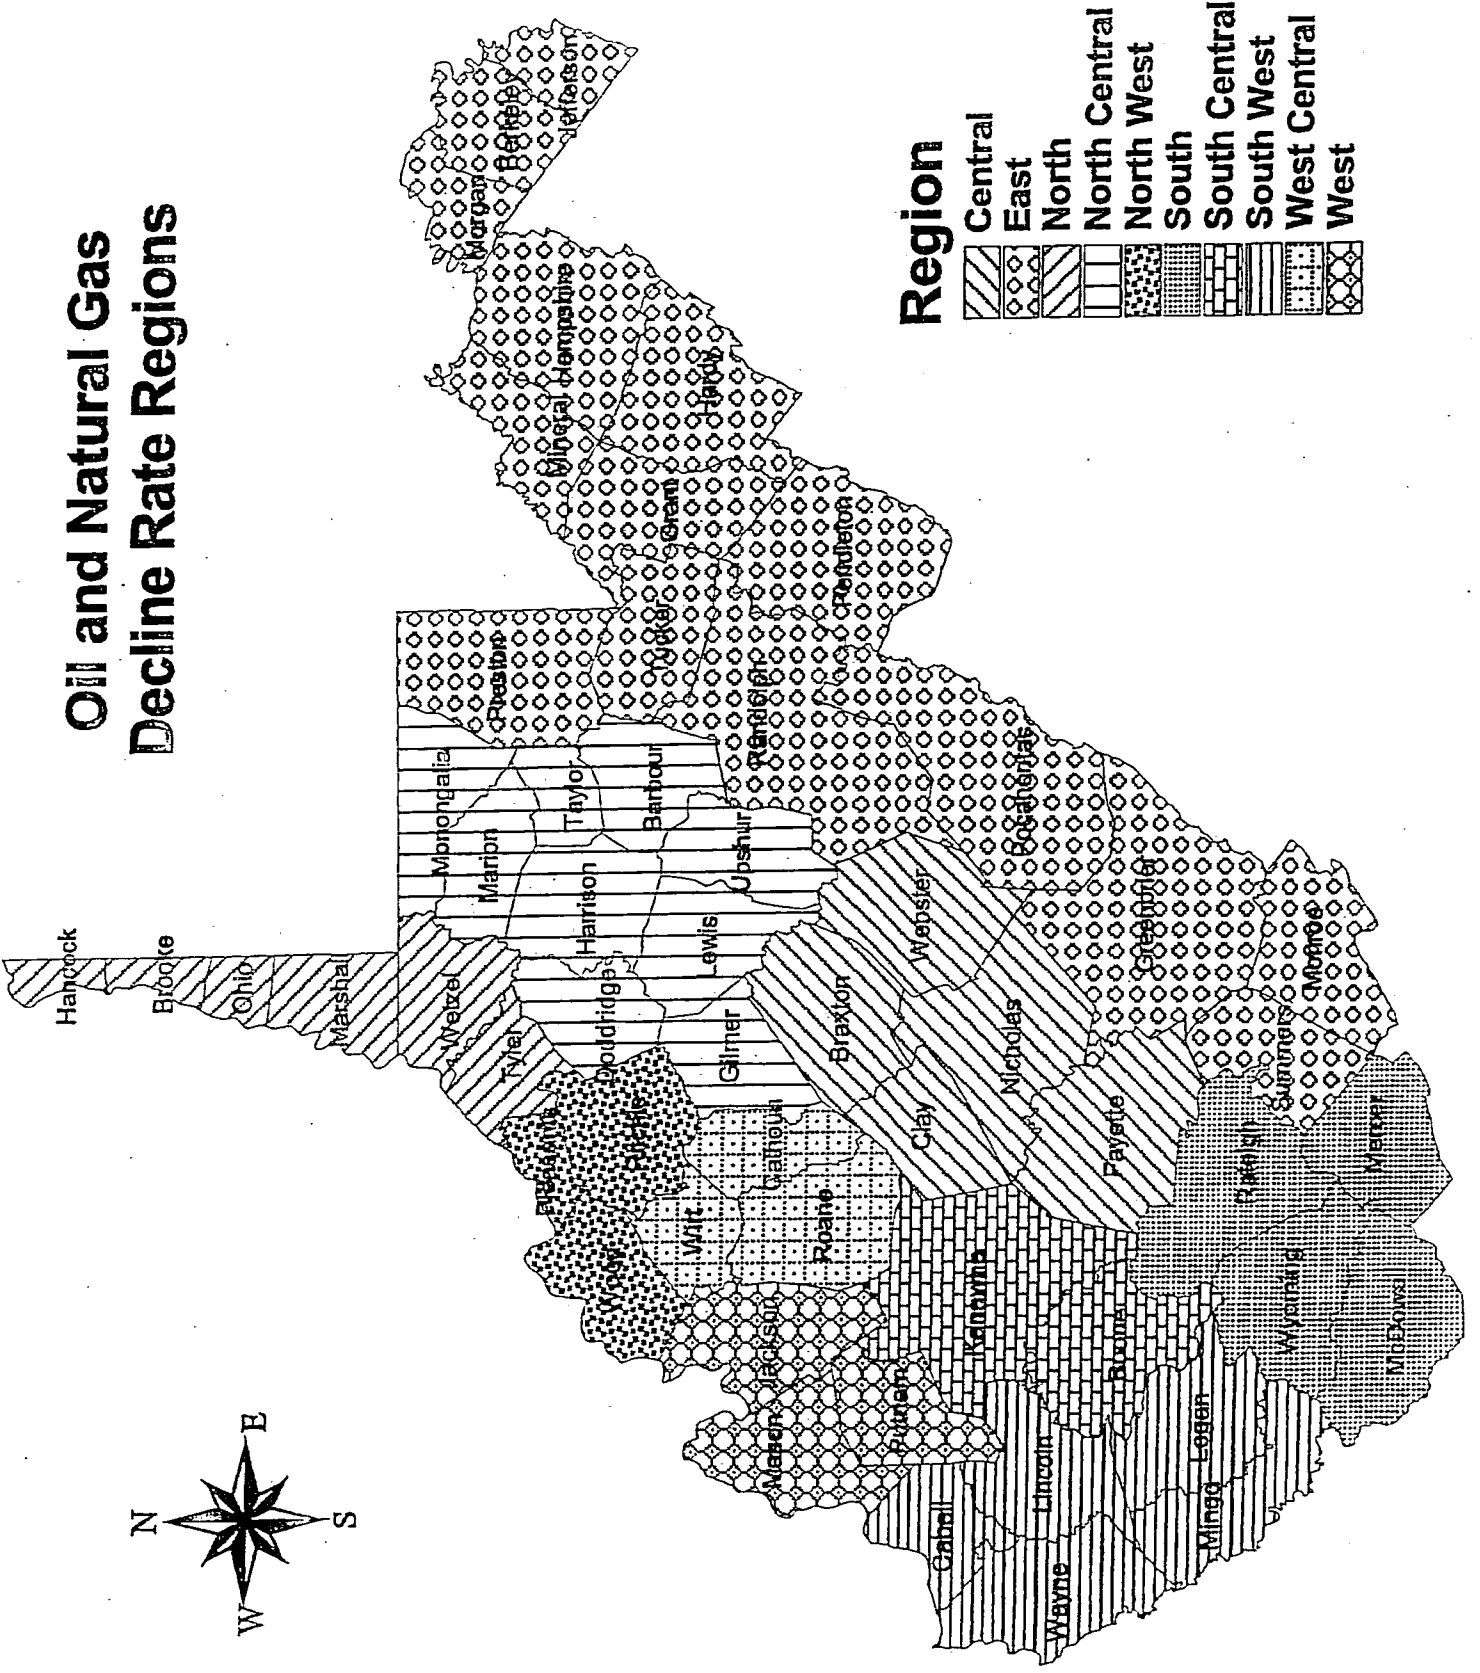 Oil and Natural Gas
Decline Rate Regions
N
W
E
S
Hancock
Brooke
Ohio
Marshal
Wetzel
Tyler
Monongalia
Marion
Preston
Taylor
Harrison
Doddridge
Barbour
Tucker
Morgan
Berkeley
Jefferson
Mineral
Hampshire
Grant
Hardy
Pendleton
Randolph
Upshur
Lewis
Gilmer
Ritchie
Wood
Wirt
Calhoun
Roane
Jackson
Mason
Putnam
Braxton
Webster
Pocahontas
Nicholas
Clay
Kanawha
Cabell
Lincoln
Wayne
Boone
Fayette
Greenbrier
Monroe
Summers
Raleigh
Mercer
Wyoming
McDowell
Logan
Mingo
Region
Central
East
North
North Central
North West
South
South Central
South West
West Central
West